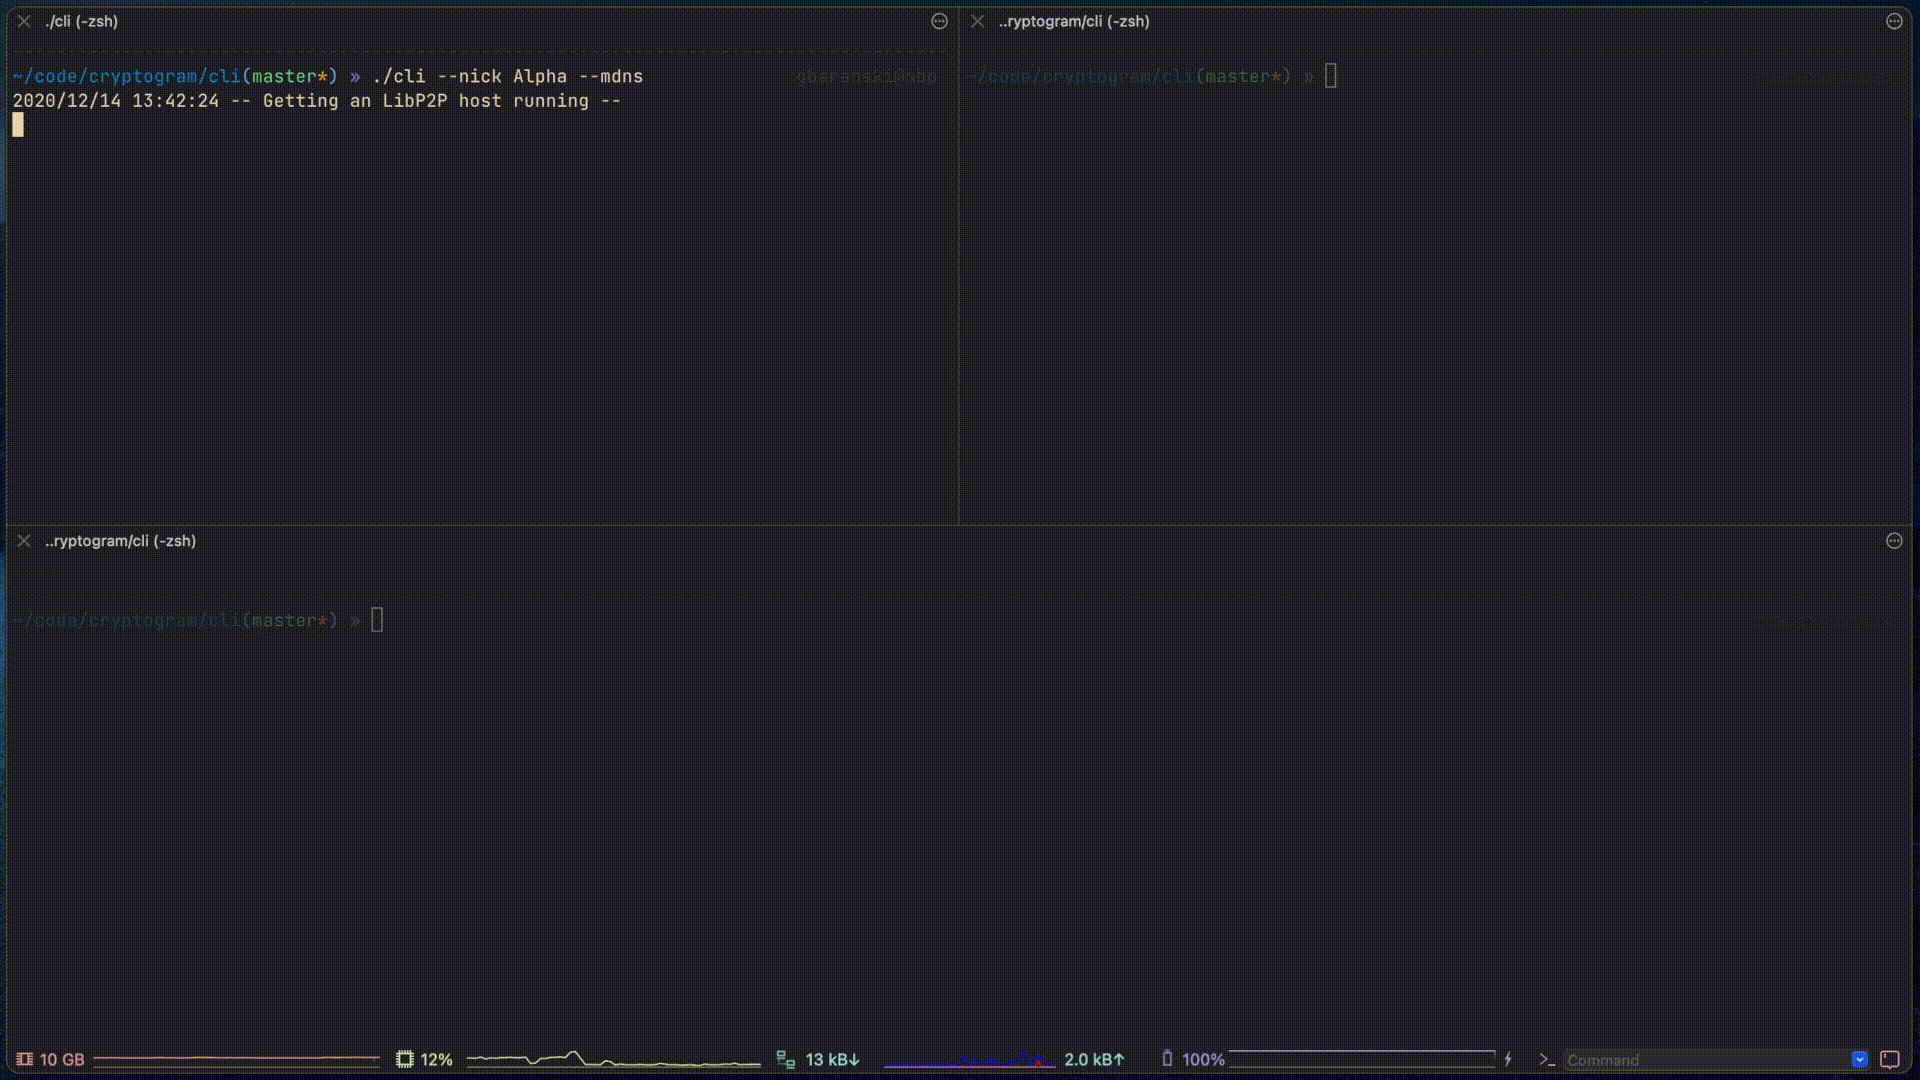 ./cli (-zsh)
~/code/cryptogram/cli(master*) » ./cli --nick Alpha --mdns gbaranski@mbp
2020/12/14 13:42:24 -- Getting an LibP2P host running --
..ryptogram/cli (-zsh)
~/code/cryptogram/cli(master*) »
..ryptogram/cli (-zsh)
~/code/cryptogram/cli(master*) »
10 GB 12% 13 kB↓ 2.0 kB↑ 100% >_ Command